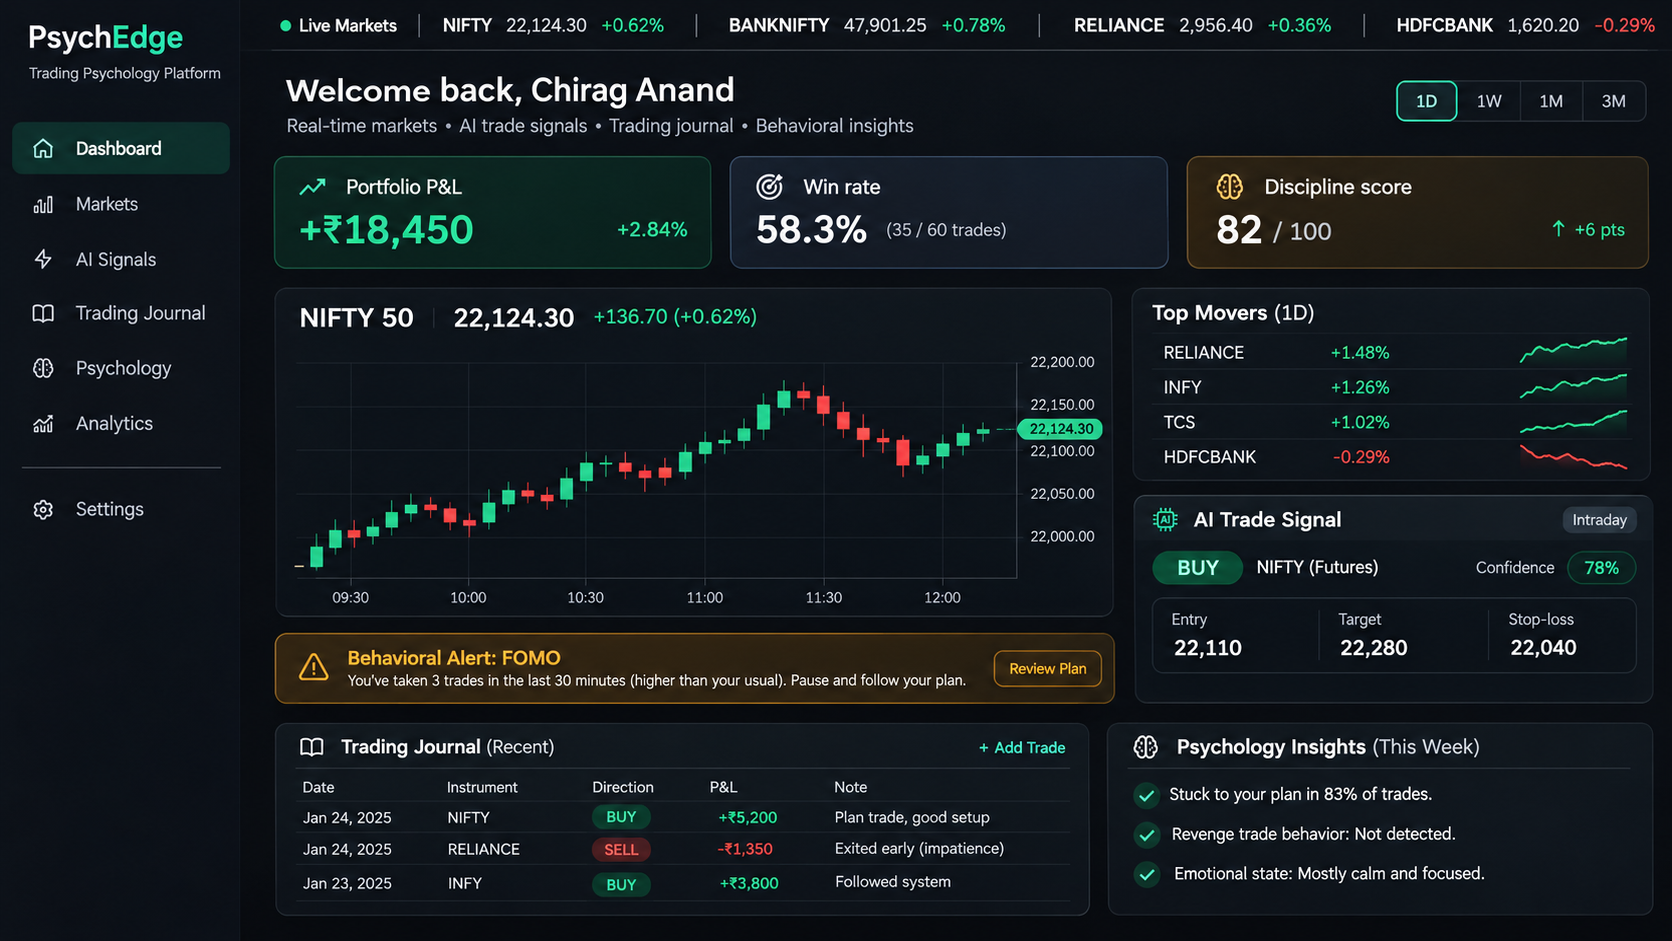 PsychEdge
Trading Psychology Platform
Dashboard
Markets
AI Signals
Trading Journal
Psychology
Analytics
Settings
Live Markets | NIFTY 22,124.30 +0.62% | BANKNIFTY 47,901.25 +0.78% | RELIANCE 2,956.40 +0.36% | HDFCBANK 1,620.20 -0.29%
Welcome back, Chirag Anand
Real-time markets • AI trade signals • Trading journal • Behavioral insights
1D 1W 1M 3M
Portfolio P&L
+₹18,450 +2.84%
Win rate
58.3% (35 / 60 trades)
Discipline score
82 / 100 ↑ +6 pts
NIFTY 50 | 22,124.30 +136.70 (+0.62%)
22,200.00
22,150.00
22,124.30
22,100.00
22,050.00
22,000.00
09:30 10:00 10:30 11:00 11:30 12:00
Top Movers (1D)
RELIANCE +1.48%
INFY +1.26%
TCS +1.02%
HDFCBANK -0.29%
AI
AI Trade Signal Intraday
BUY NIFTY (Futures) Confidence 78%
Entry Target Stop-loss
22,110 22,280 22,040
Behavioral Alert: FOMO
You've taken 3 trades in the last 30 minutes (higher than your usual). Pause and follow your plan.
Review Plan
Trading Journal (Recent) + Add Trade
Date Instrument Direction P&L Note
Jan 24, 2025 NIFTY BUY +₹5,200 Plan trade, good setup
Jan 24, 2025 RELIANCE SELL -₹1,350 Exited early (impatience)
Jan 23, 2025 INFY BUY +₹3,800 Followed system
Psychology Insights (This Week)
Stuck to your plan in 83% of trades.
Revenge trade behavior: Not detected.
Emotional state: Mostly calm and focused.